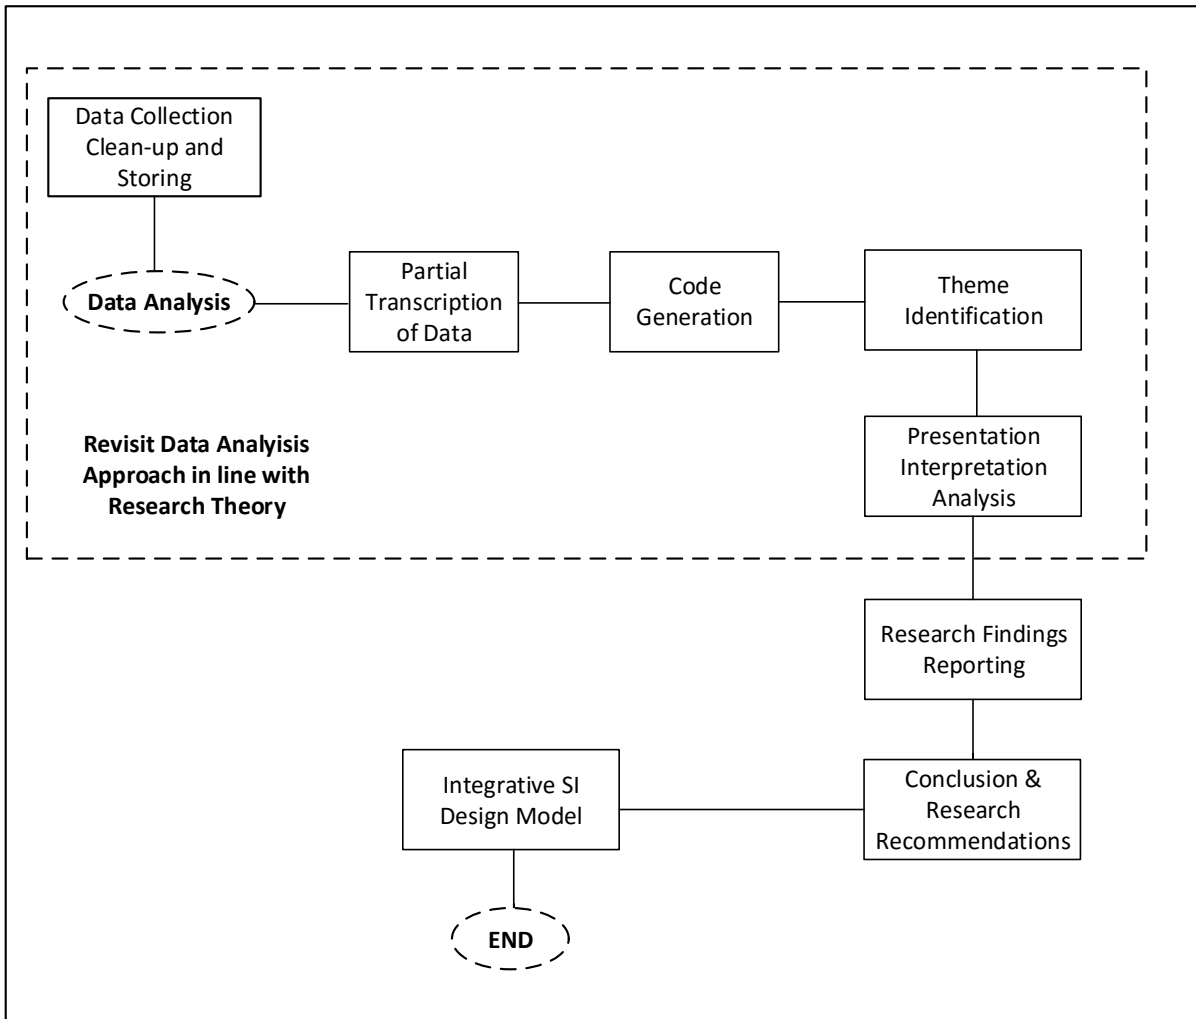 Data Collection
Clean-up and
Storing
Data Analysis
Partial
Transcription
of Data
Code
Generation
Theme
Identification
Revisit Data Analyisis
Approach in line with
Research Theory
Presentation
Interpretation
Analysis
Research Findings
Reporting
Conclusion &
Research
Recommendations
Integrative SI
Design Model
END